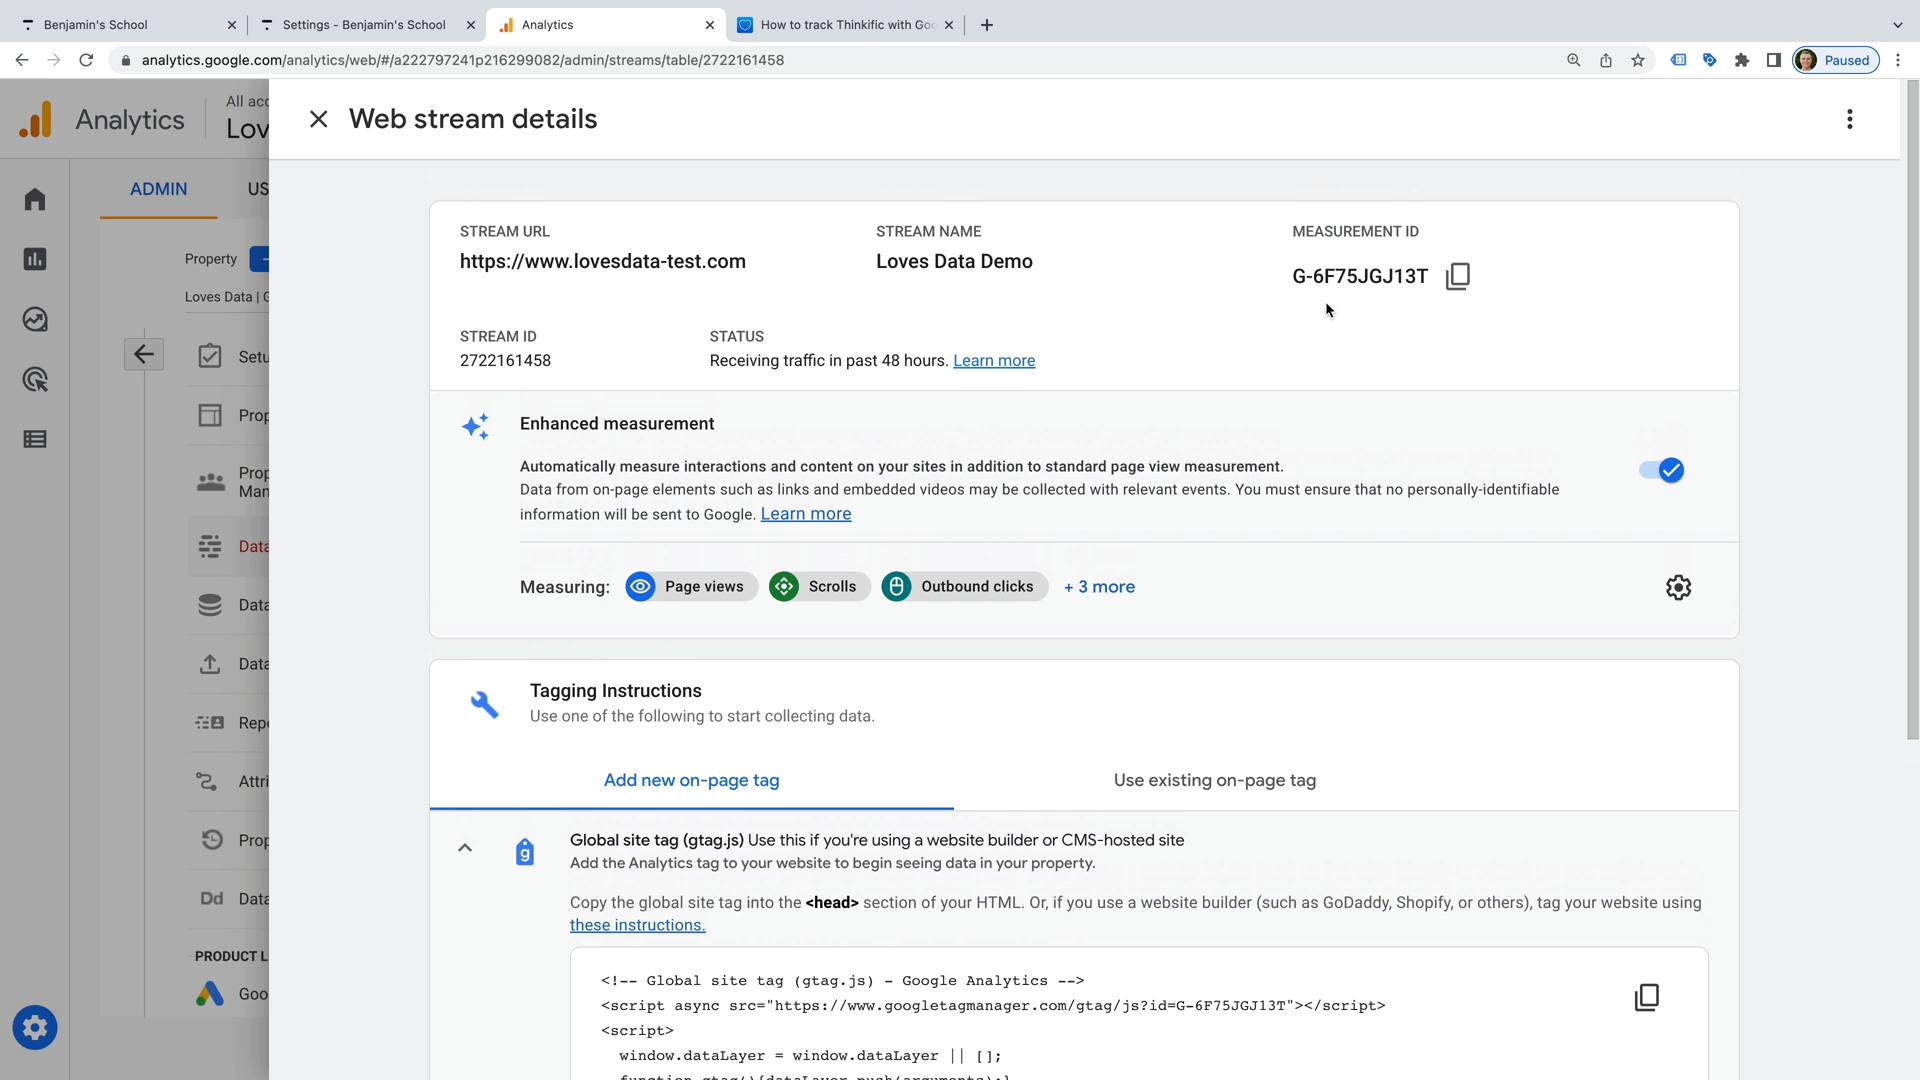 Benjamin's School
Settings - Benjamin's School
Analytics
How to track Thinkific with Goo
analytics.google.com/analytics/web/#/a222797241p216299082/admin/streams/table/2722161458
Paused
Analytics
All acc
Lov
Web stream details
ADMIN
US
Property
Loves Data | G
Setu
Prop
Prop
Man
Data
Data
Data
Repo
Attri
Prop
Dd Data
PRODUCT L
Goo
STREAM URL
https://www.lovesdata-test.com
STREAM NAME
Loves Data Demo
MEASUREMENT ID
G-6F75JGJ13T
STREAM ID
2722161458
STATUS
Receiving traffic in past 48 hours. Learn more
Enhanced measurement
Automatically measure interactions and content on your sites in addition to standard page view measurement.
Data from on-page elements such as links and embedded videos may be collected with relevant events. You must ensure that no personally-identifiable
information will be sent to Google. Learn more
Measuring: Page views Scrolls Outbound clicks + 3 more
Tagging Instructions
Use one of the following to start collecting data.
Add new on-page tag
Use existing on-page tag
g
Global site tag (gtag.js) Use this if you're using a website builder or CMS-hosted site
Add the Analytics tag to your website to begin seeing data in your property.
Copy the global site tag into the <head> section of your HTML. Or, if you use a website builder (such as GoDaddy, Shopify, or others), tag your website using
these instructions.
<!-- Global site tag (gtag.js) - Google Analytics -->
<script async src="https://www.googletagmanager.com/gtag/js?id=G-6F75JGJ13T"></script>
<script>
window.dataLayer = window.dataLayer || [];
function gtag(){dataLayer.push(arguments);}